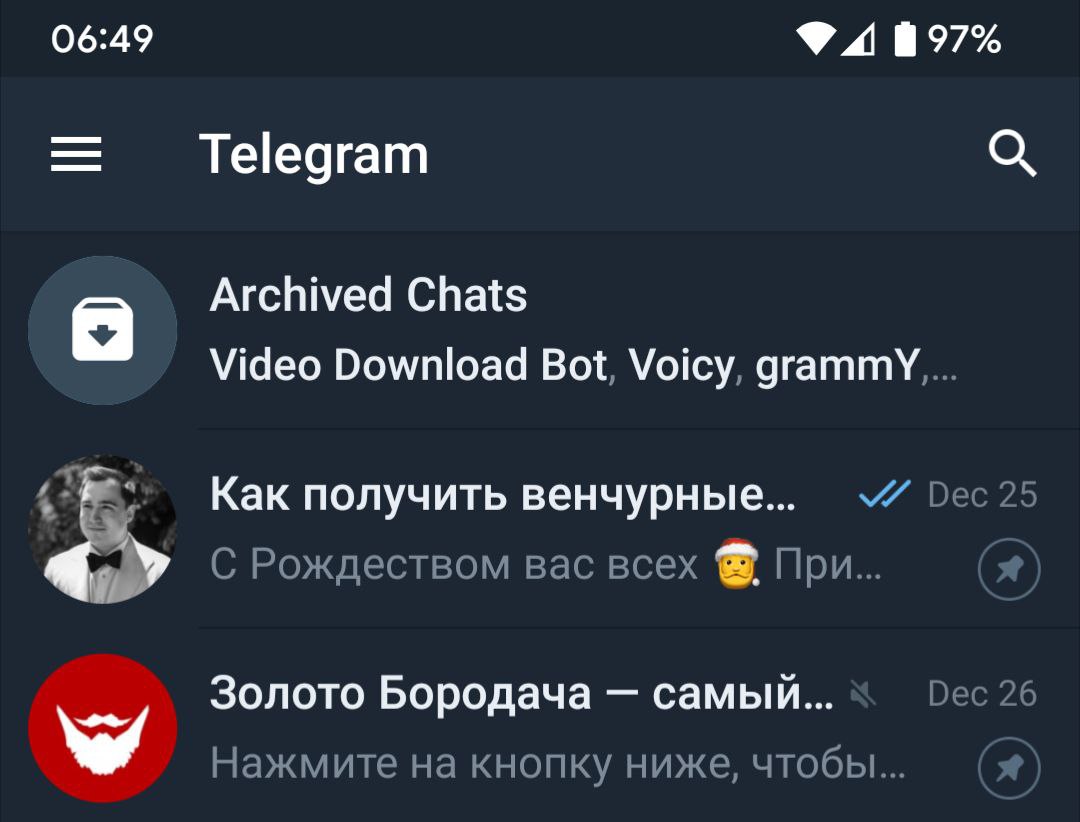 06:49 97%
Telegram
Archived Chats
Video Download Bot, Voicy, grammY,...
Как получить венчурные... Dec 25
С Рождеством вас всех 🎅 При...
Золото Бородача — самый... Dec 26
Нажмите на кнопку ниже, чтобы...